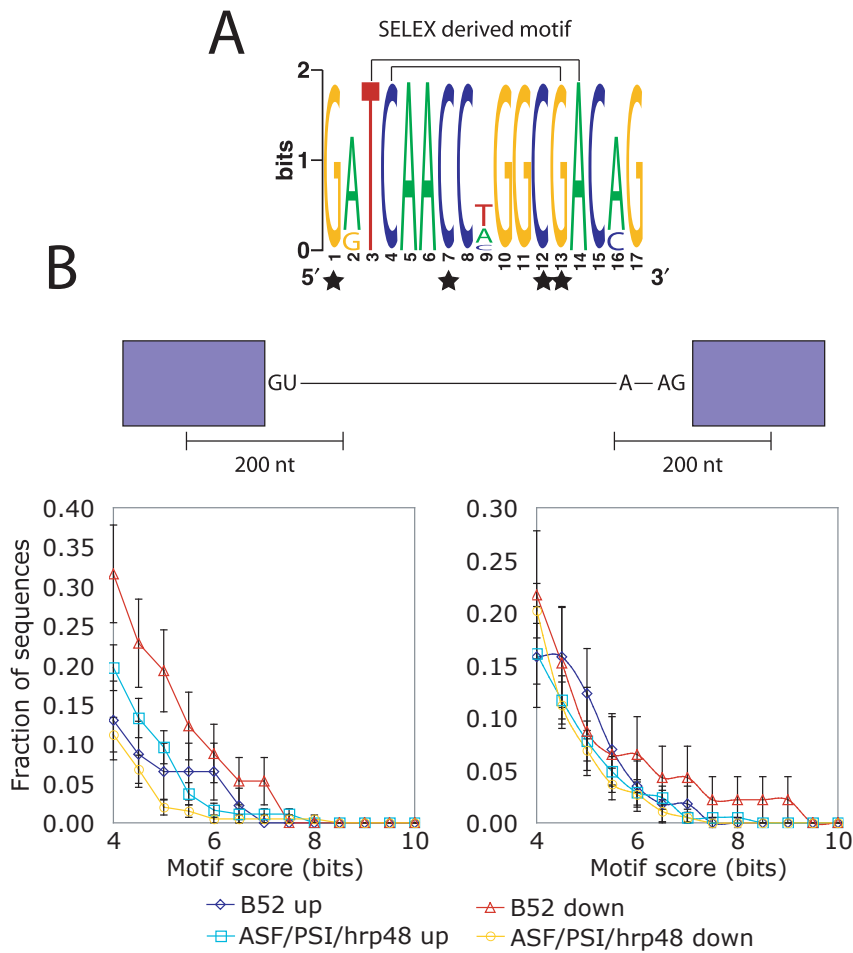 A
SELEX derived motif
2
bits
1
0
G A T C A A C C T G G C G A C A G
G A C
C
1 2 3 4 5 6 7 8 9 10 11 12 13 14 15 16 17
5′ 3′
B
GU A AG
200 nt 200 nt
Fraction of sequences
0.40
0.35
0.30
0.25
0.20
0.15
0.10
0.05
0.00
4 6 8 10
Motif score (bits)
0.30
0.25
0.20
0.15
0.10
0.05
0.00
4 6 8 10
Motif score (bits)
B52 up
B52 down
ASF/PSI/hrp48 up
ASF/PSI/hrp48 down